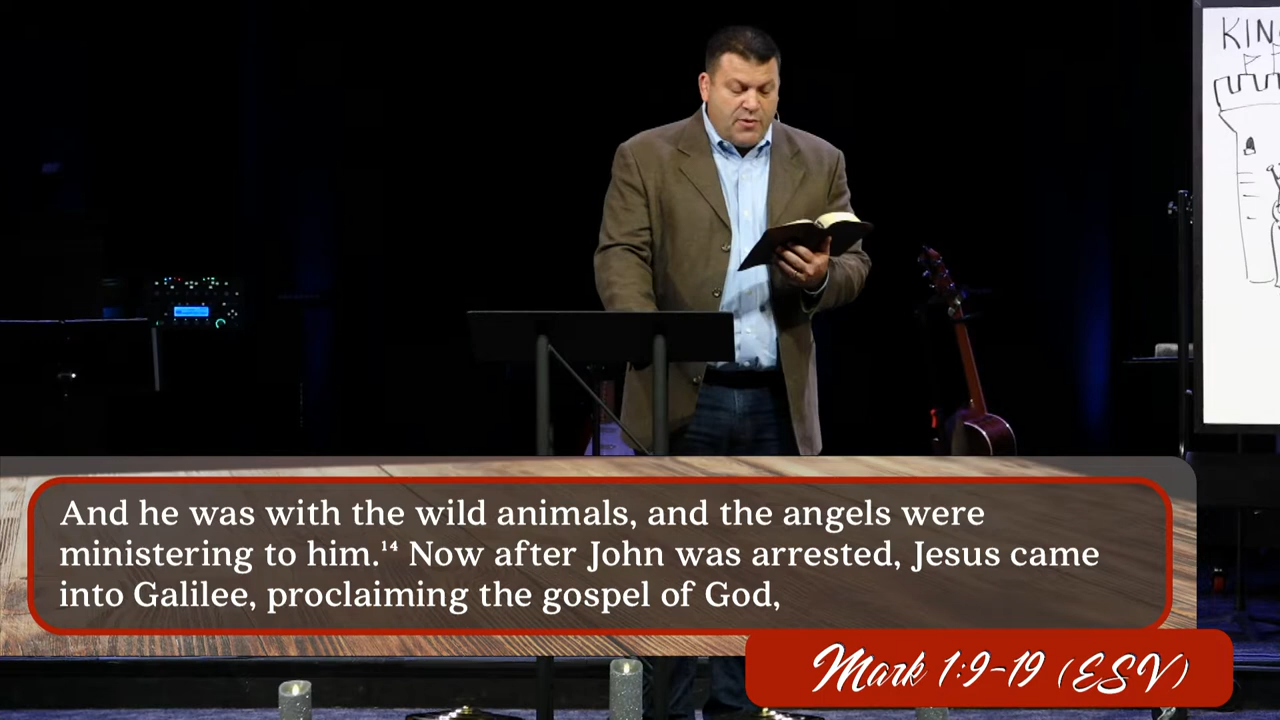 KIN
And he was with the wild animals, and the angels were
ministering to him.¹⁴ Now after John was arrested, Jesus came
into Galilee, proclaiming the gospel of God,
Mark 1:9-19 (ESV)